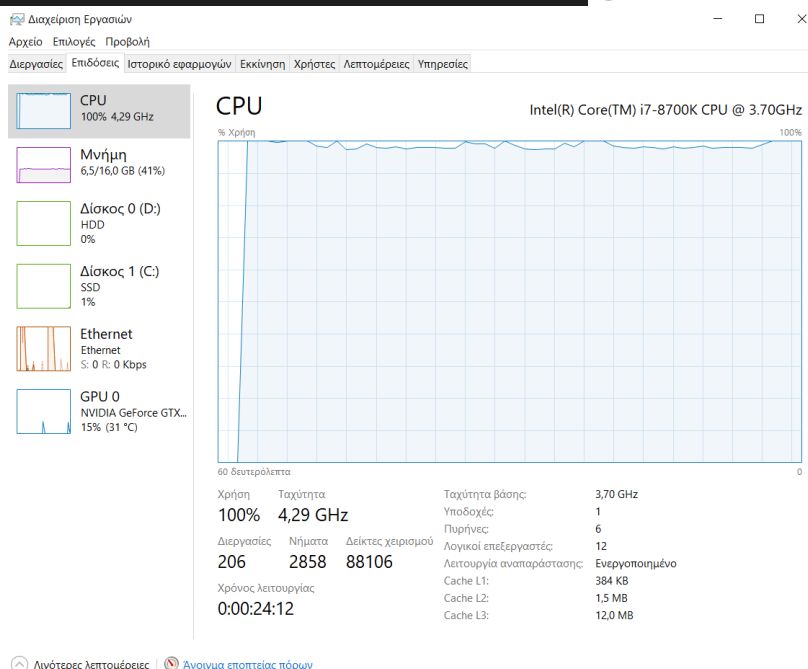 Διαχείριση Εργασιών
Αρχείο Επιλογές Προβολή
Διεργασίες Επιδόσεις Ιστορικό εφαρμογών Εκκίνηση Χρήστες Λεπτομέρειες Υπηρεσίες
CPU
100% 4,29 GHz
Μνήμη
6,5/16,0 GB (41%)
Δίσκος 0 (D:)
HDD
0%
Δίσκος 1 (C:)
SSD
1%
Ethernet
Ethernet
S: 0 R: 0 Kbps
GPU 0
NVIDIA GeForce GTX...
15% (31 °C)
CPU Intel(R) Core(TM) i7-8700K CPU @ 3.70GHz
% Χρήση 100%
60 δευτερόλεπτα 0
Χρήση Ταχύτητα
100% 4,29 GHz
Διεργασίες Νήματα Δείκτες χειρισμού
206 2858 88106
Χρόνος λειτουργίας
0:00:24:12
Ταχύτητα βάσης: 3,70 GHz
Υποδοχές: 1
Πυρήνες: 6
Λογικοί επεξεργαστές: 12
Λειτουργία αναπαράστασης: Ενεργοποιημένο
Cache L1: 384 KB
Cache L2: 1,5 MB
Cache L3: 12,0 MB
Λιγότερες λεπτομέρειες Άνοιγμα εποπτείας πόρων